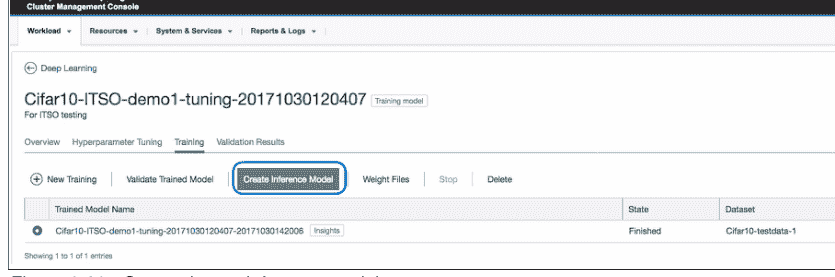 Cluster Management Console
Workload Resources System & Services Reports & Logs
Deep Learning
Cifar10-ITSO-demo1-tuning-20171030120407 Training model
For ITSO testing
Overview Hyperparameter Tuning Training Validation Results
New Training Validate Trained Model Create Inference Model Weight Files Stop Delete
Trained Model Name State Dataset
Cifar10-ITSO-demo1-tuning-20171030120407-20171030142006 Insights Finished Cifar10-testdata-1
Showing 1 to 1 of 1 entries